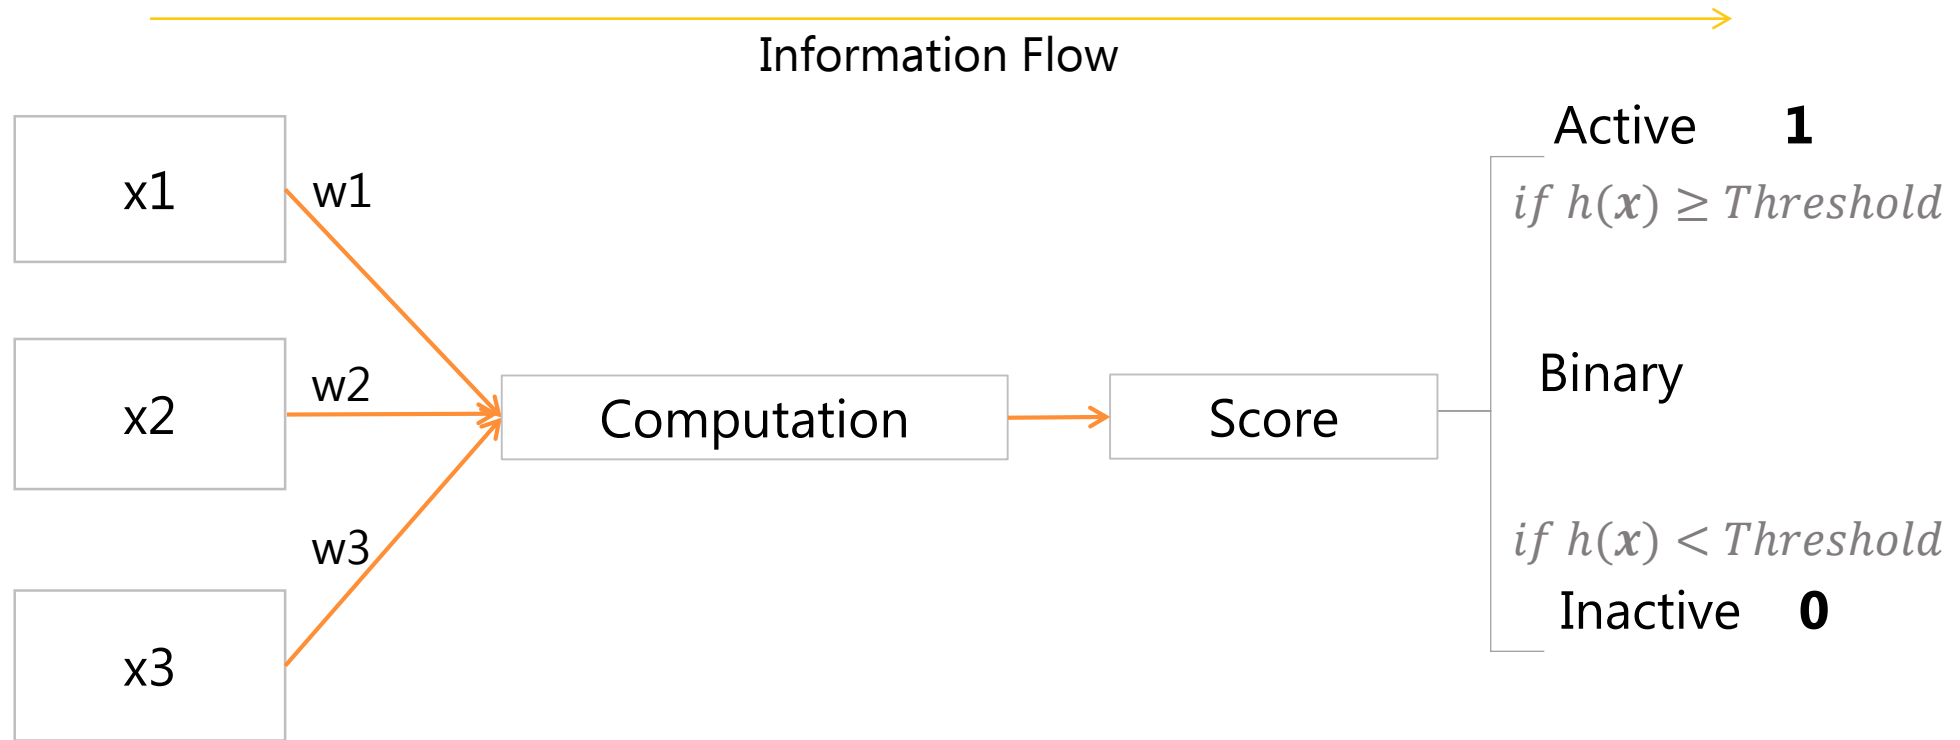 Information Flow
x1
w1
x2
w2
x3
w3
Computation
Score
Active 1
if h(x) ≥ Threshold
Binary
if h(x) < Threshold
Inactive 0